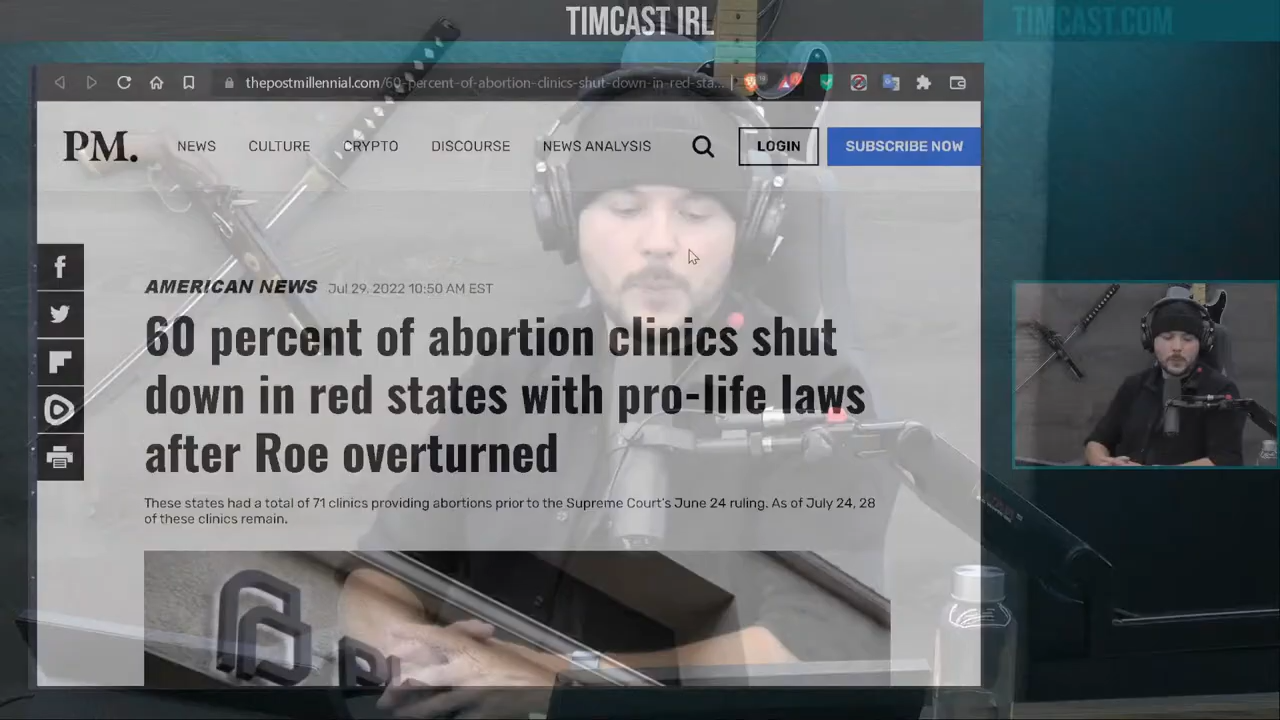 TIMCAST IRL
TIMCAST.COM
thepostmillennial.com/60-percent-of-abortion-clinics-shut-down-in-red-sta...
PM.
NEWS
CULTURE
CRYPTO
DISCOURSE
NEWS ANALYSIS
LOGIN
SUBSCRIBE NOW
AMERICAN NEWS Jul 29, 2022 10:50 AM EST
60 percent of abortion clinics shut
down in red states with pro-life laws
after Roe overturned
These states had a total of 71 clinics providing abortions prior to the Supreme Court's June 24 ruling. As of July 24, 28
of these clinics remain.